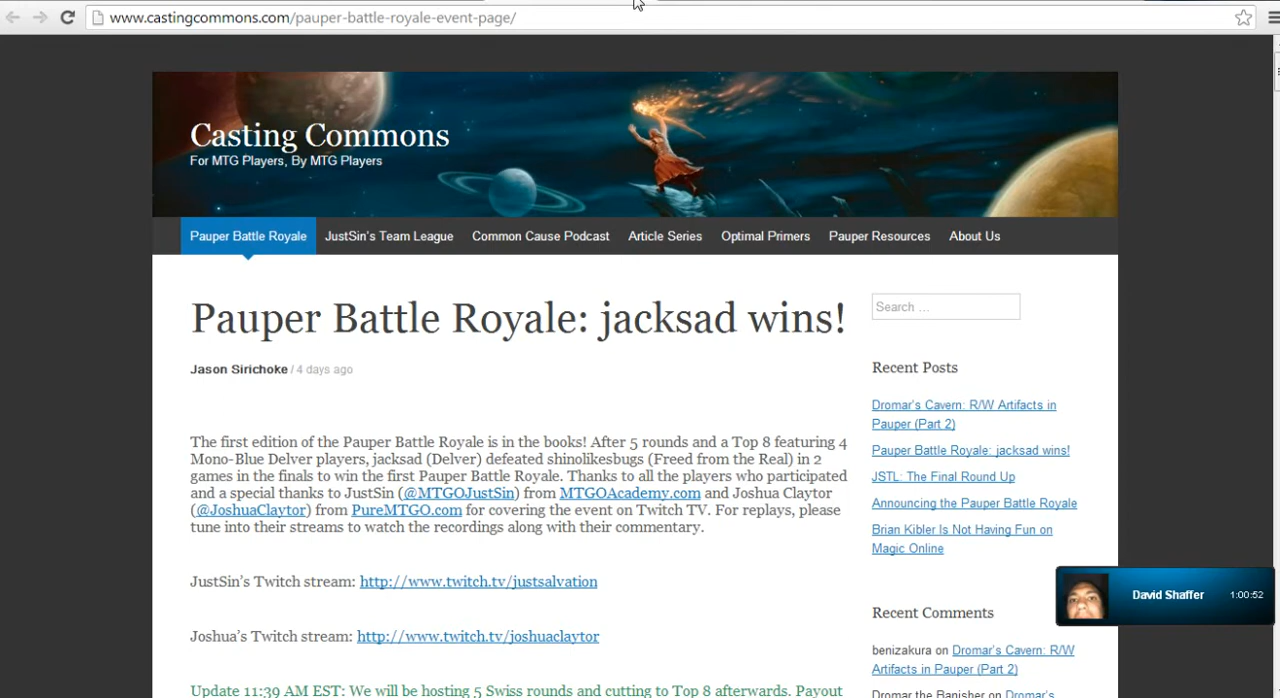 www.castingcommons.com/pauper-battle-royale-event-page/
Casting Commons
For MTG Players, By MTG Players
Pauper Battle Royale JustSin's Team League Common Cause Podcast Article Series Optimal Primers Pauper Resources About Us
Pauper Battle Royale: jacksad wins!
Jason Sirichoke / 4 days ago
The first edition of the Pauper Battle Royale is in the books! After 5 rounds and a Top 8 featuring 4
Mono-Blue Delver players, jacksad (Delver) defeated shinolikesbugs (Freed from the Real) in 2
games in the finals to win the first Pauper Battle Royale. Thanks to all the players who participated
and a special thanks to JustSin (@MTGOJustSin) from MTGOAcademy.com and Joshua Claytor
(@JoshuaClaytor) from PureMTGO.com for covering the event on Twitch TV. For replays, please
tune into their streams to watch the recordings along with their commentary.
JustSin's Twitch stream: http://www.twitch.tv/justsalvation
Joshua's Twitch stream: http://www.twitch.tv/joshuaclaytor
Update 11:39 AM EST: We will be hosting 5 Swiss rounds and cutting to Top 8 afterwards. Payout
Search ...
Recent Posts
Dromar's Cavern: R/W Artifacts in
Pauper (Part 2)
Pauper Battle Royale: jacksad wins!
JSTL: The Final Round Up
Announcing the Pauper Battle Royale
Brian Kibler Is Not Having Fun on
Magic Online
David Shaffer 1:00:52
Recent Comments
benizakura on Dromar's Cavern: R/W
Artifacts in Pauper (Part 2)
Dromar the Banisher on Dromar's